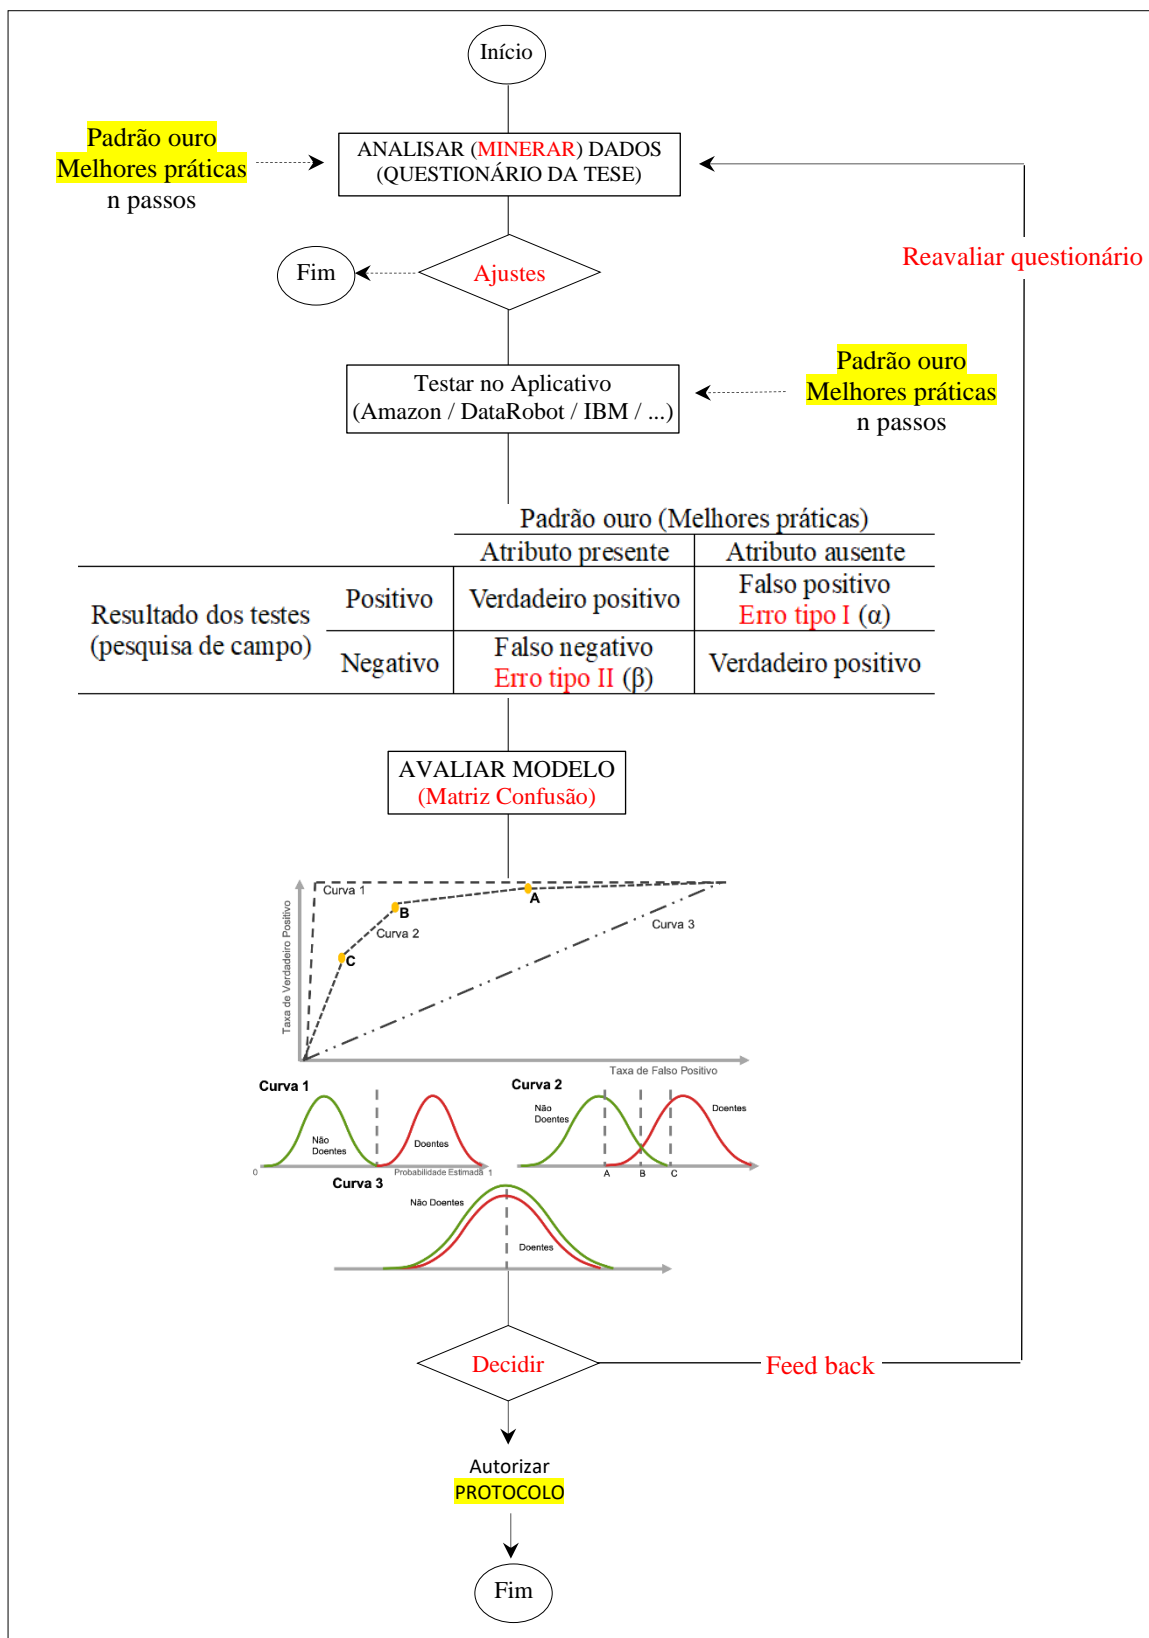 Início
Padrão ouro
Melhores práticas
n passos
ANALISAR (MINERAR) DADOS
(QUESTIONÁRIO DA TESE)
Reavaliar questionário
Fim
Ajustes
Testar no Aplicativo
(Amazon / DataRobot / IBM / ...)
Padrão ouro
Melhores práticas
n passos
Padrão ouro (Melhores práticas)
Atributo presente
Atributo ausente
Resultado dos testes
(pesquisa de campo)
Positivo
Verdadeiro positivo
Falso positivo
Erro tipo I (α)
Negativo
Falso negativo
Erro tipo II (β)
Verdadeiro positivo
AVALIAR MODELO
(Matriz Confusão)
Taxa de Verdadeiro Positivo
Curva 1
A
B
Curva 2
Curva 3
C
Taxa de Falso Positivo
Curva 1
Não
Doentes
Doentes
0
Probabilidade Estimada
1
Curva 2
Não
Doentes
Doentes
A
B
C
Curva 3
Não Doentes
Doentes
Decidir
Feed back
Autorizar
PROTOCOLO
Fim